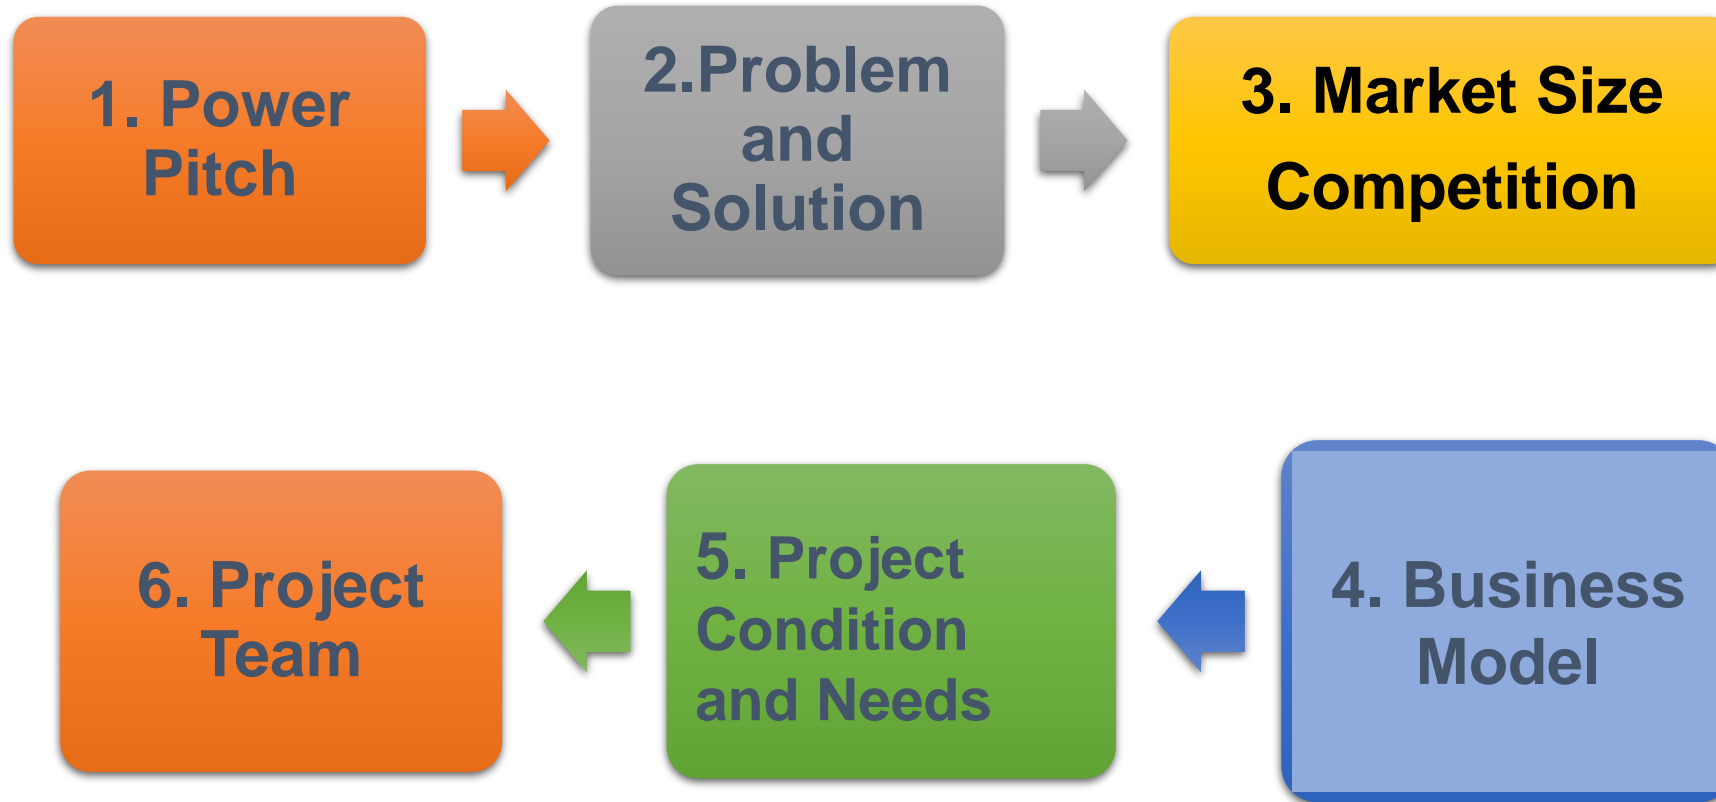 1. Power
Pitch
2.Problem
and
Solution
3. Market Size
Competition
4. Business
Model
5. Project
Condition
and Needs
6. Project
Team